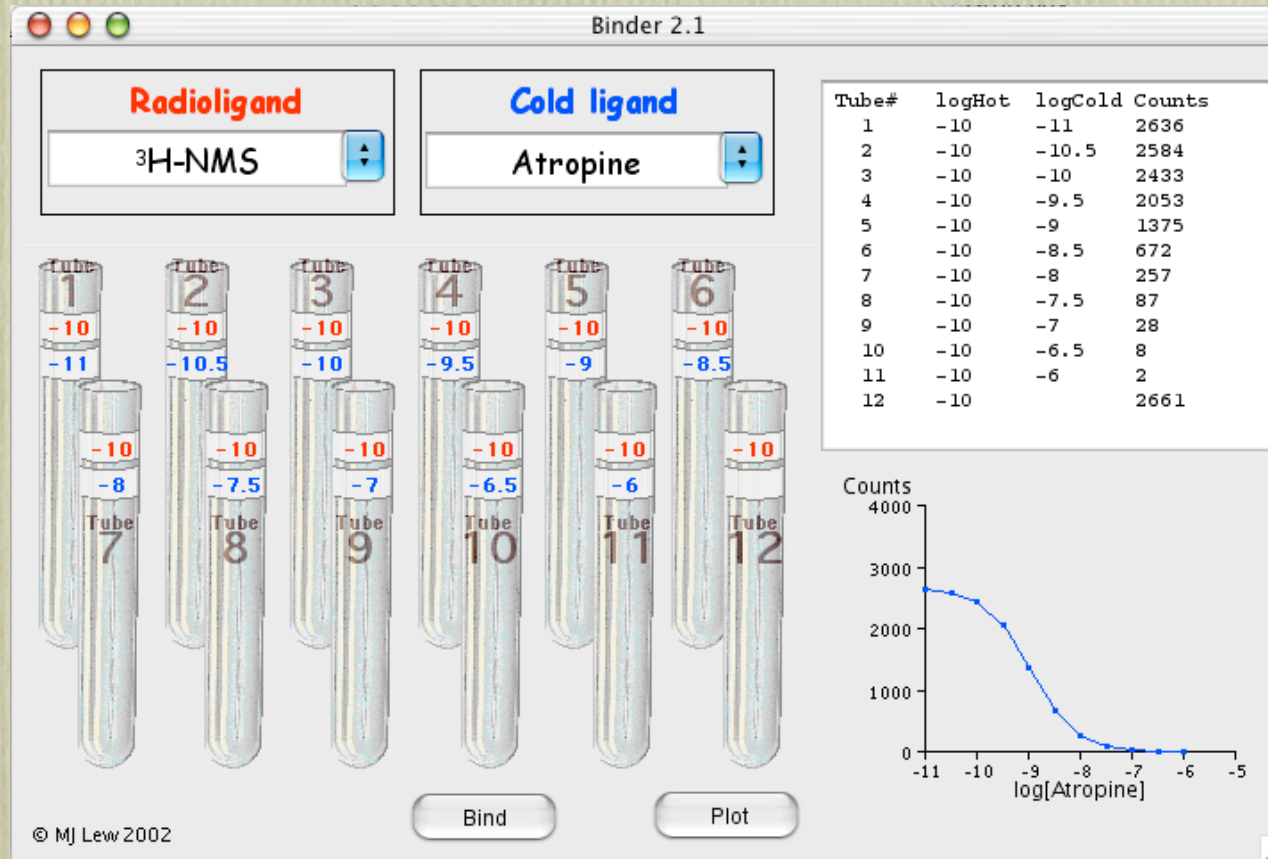 Binder 2.1
Radioligand
³H-NMS
Cold ligand
Atropine
Tube# logHot logCold Counts
1 -10 -11 2636
2 -10 -10.5 2584
3 -10 -10 2433
4 -10 -9.5 2053
5 -10 -9 1375
6 -10 -8.5 672
7 -10 -8 257
8 -10 -7.5 87
9 -10 -7 28
10 -10 -6.5 8
11 -10 -6 2
12 -10 2661
Tube Tube Tube Tube Tube Tube
1 2 3 4 5 6
-10 -10 -10 -10 -10 -10
-11 -10.5 -10 -9.5 -9 -8.5
-10 -10 -10 -10 -10 -10
-8 -7.5 -7 -6.5 -6
Tube Tube Tube Tube Tube Tube
7 8 9 10 11 12
Counts
4000
3000
2000
1000
0
-11 -10 -9 -8 -7 -6 -5
log[Atropine]
Bind Plot
© MJ Lew 2002